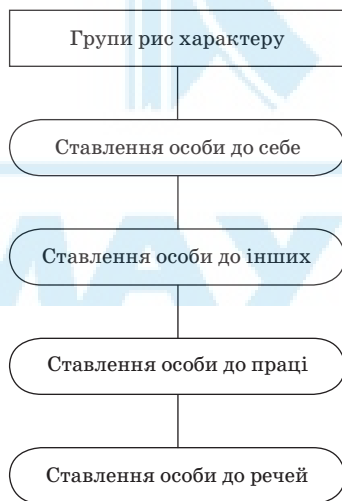 Групи рис характеру
Ставлення особи до себе
Ставлення особи до інших
Ставлення особи до праці
Ставлення особи до речей